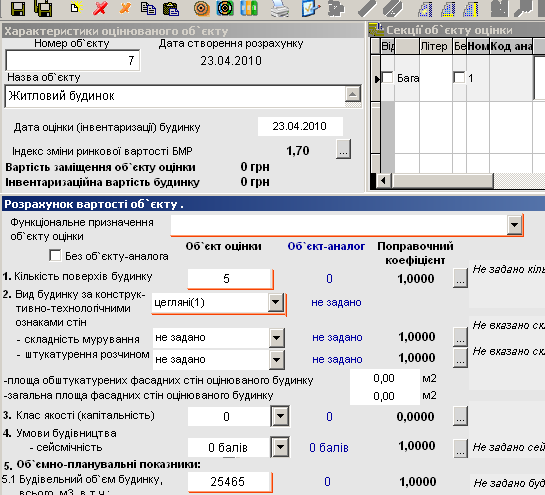 Характеристики оцінюваного об`єкту
Секції об`єкту оцінки
Номер об`єкту
Дата створення розрахунку
7
23.04.2010
Назва об`єкту
Житловий будинок
Літер
Ном
Код ана
Бага
1
Дата оцінки (інвентаризації) будинку
23.04.2010
Індекс зміни ринкової вартості БМР
1,70
...
Вартість заміщення об`єкту оцінки
0 грн
Інвентаризаційна вартість будинку
0 грн
Розрахунок вартості об`єкту .
Функціональне призначення
об`єкту оцінки
Без об`єкту-аналога
Об`єкт оцінки
Об`єкт-аналог
Поправочний
коефіцієнт
1. Кількість поверхів будинку
5
0
1,0000
...
Не задано кіль
2. Вид будинку за конструк-
тивно-технологічними
ознаками стін
цегляні(1)
не задано
- складність мурування
не задано
не задано
1,0000
...
Не вказано скл
- штукатурення розчином
не задано
не задано
1,0000
...
Не вказано скл
-площа обштукатурених фасадних стін оцінюваного будинку
0,00
м2
-загальна площа фасадних стін оцінюваного будинку
0,00
м2
3. Клас якості (капітальність)
0
0
0,0000
...
4. Умови будівництва
- сейсмічність
0 балів
0 балів
1,0000
...
Не задано сей
5. Об`ємно-планувальні показники:
5.1 Будівельний об`єм будинку,
всього, м3, в т.ч.:
25465
0
1,0000
...
Не задано буд